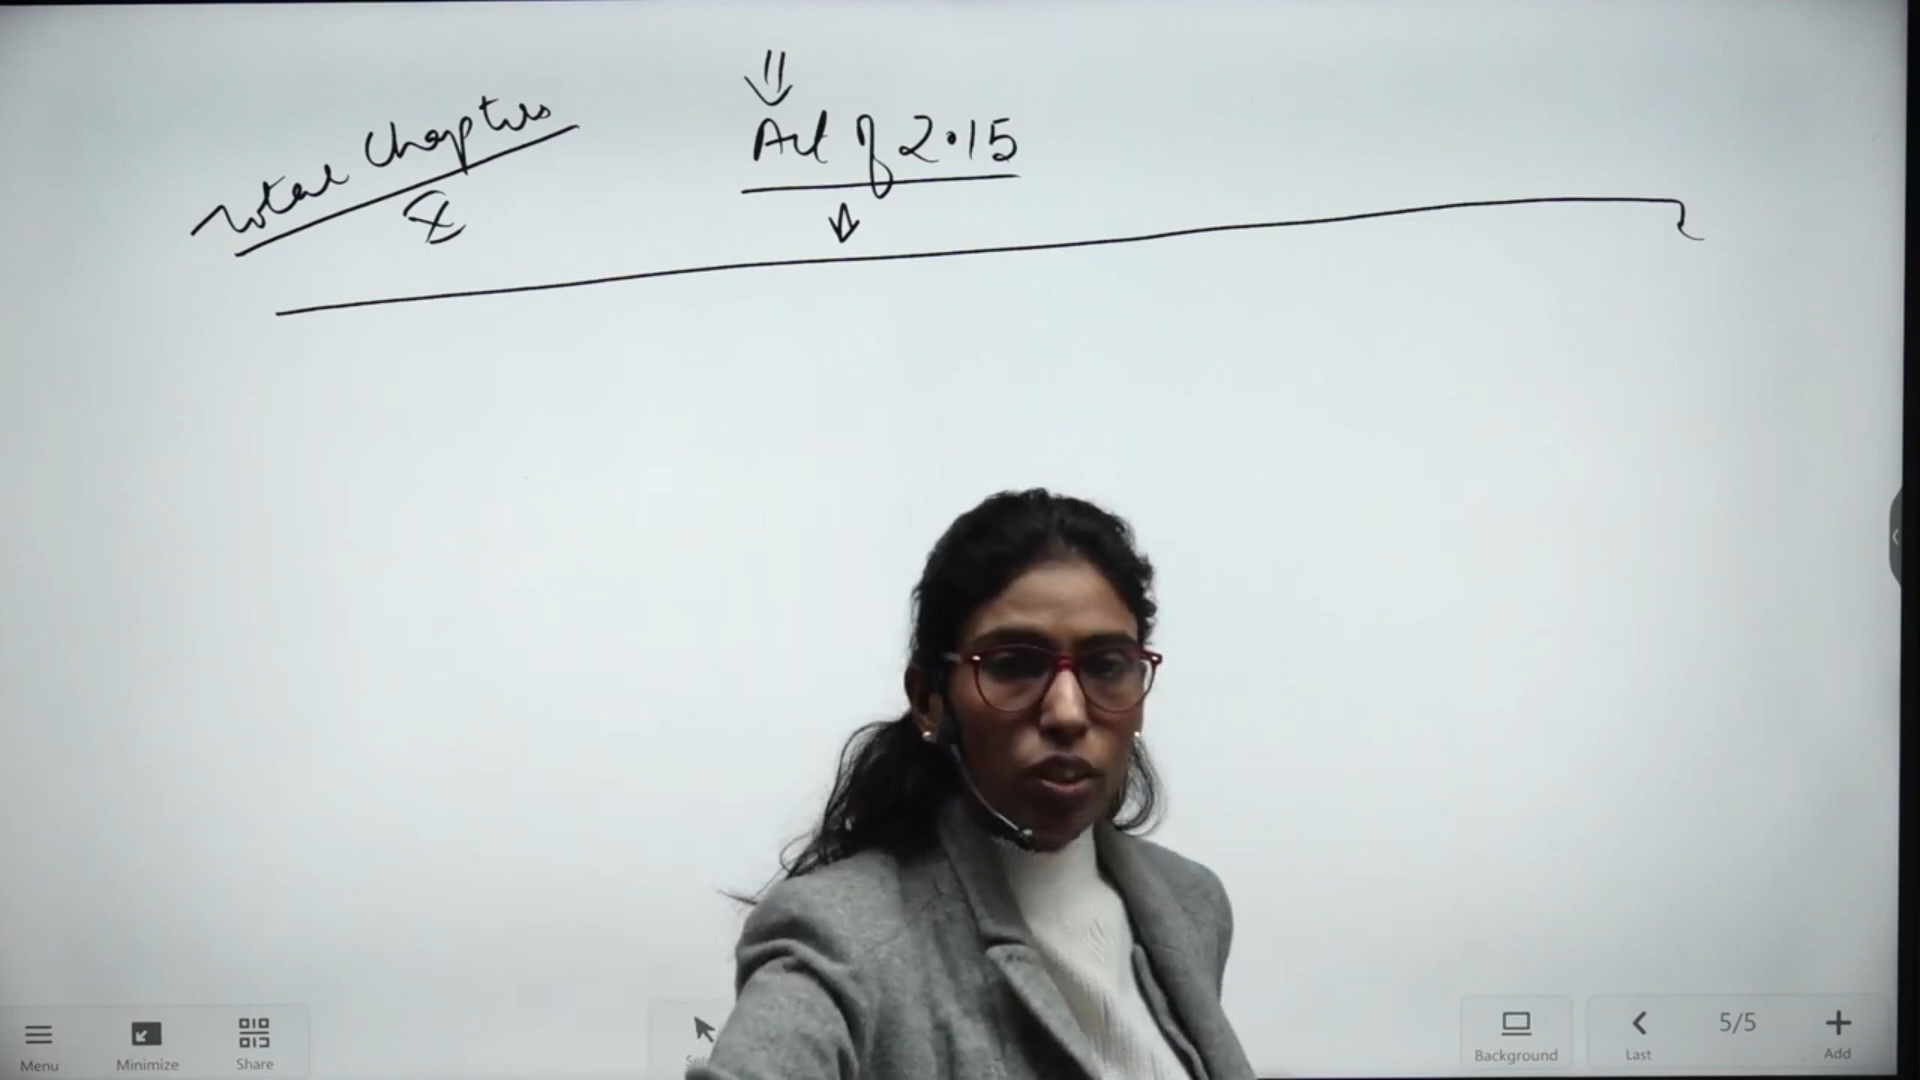 Total Chapters
X
Act of 2015
Menu
Minimize
Share
Background
Last
5/5
Add